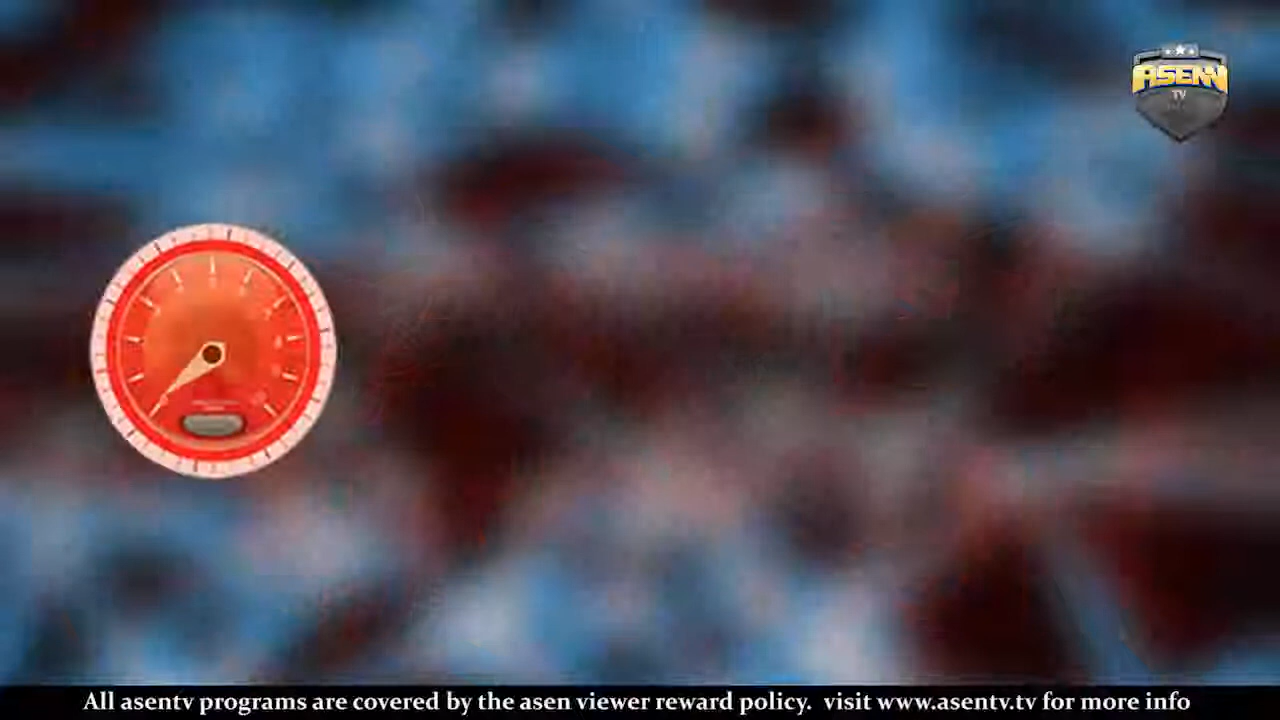 ASENN
TV
All asentv programs are covered by the asen viewer reward policy. visit www.asentv.tv for more info